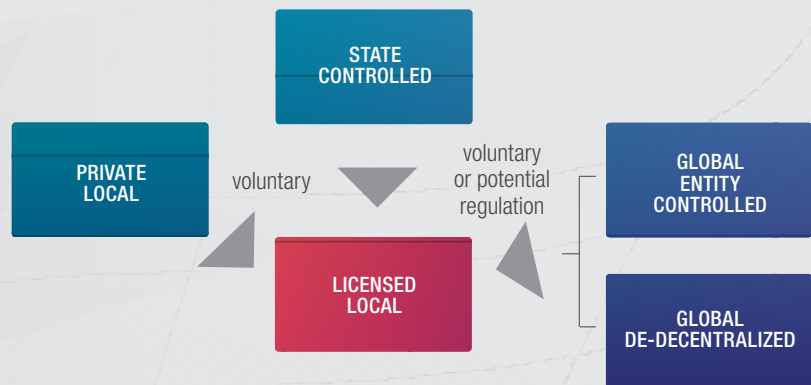 STATE
CONTROLLED
PRIVATE
LOCAL
voluntary
voluntary
or potential
regulation
GLOBAL
ENTITY
CONTROLLED
LICENSED
LOCAL
GLOBAL
DE-DECENTRALIZED